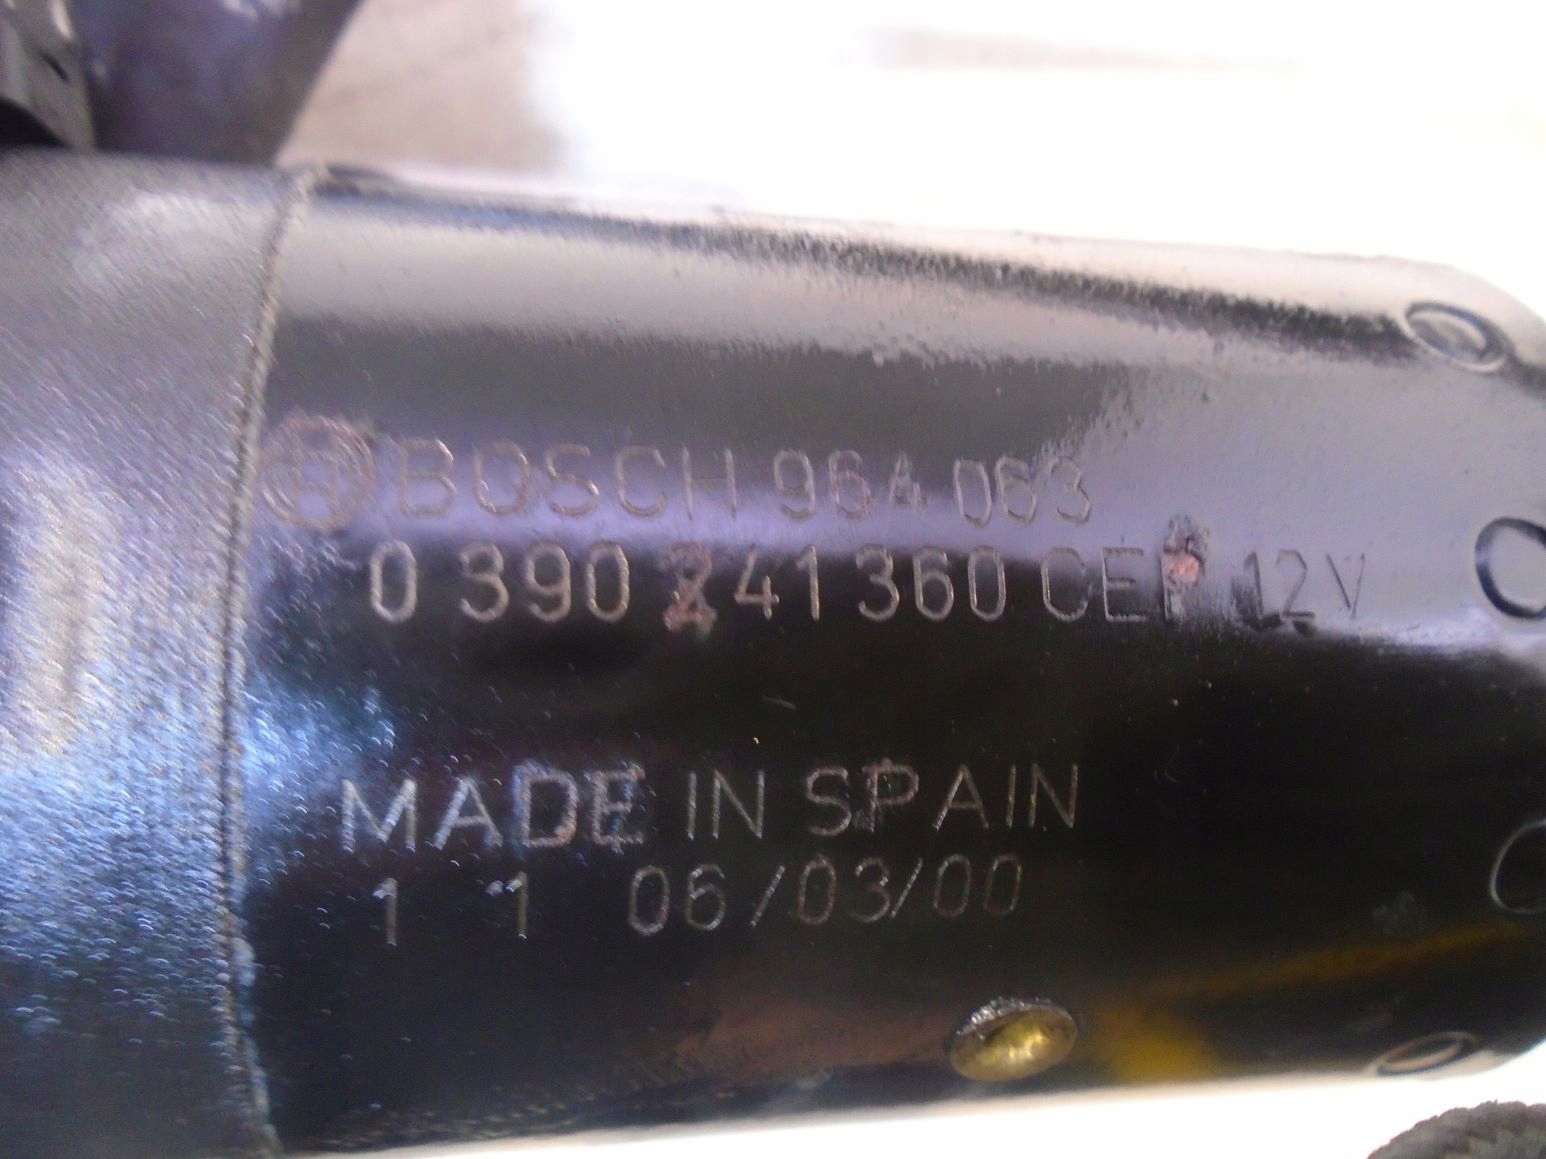 BOSCH 964 063
0 390 241 360 CEP 12V
MADE IN SPAIN
1 1 06/03/00